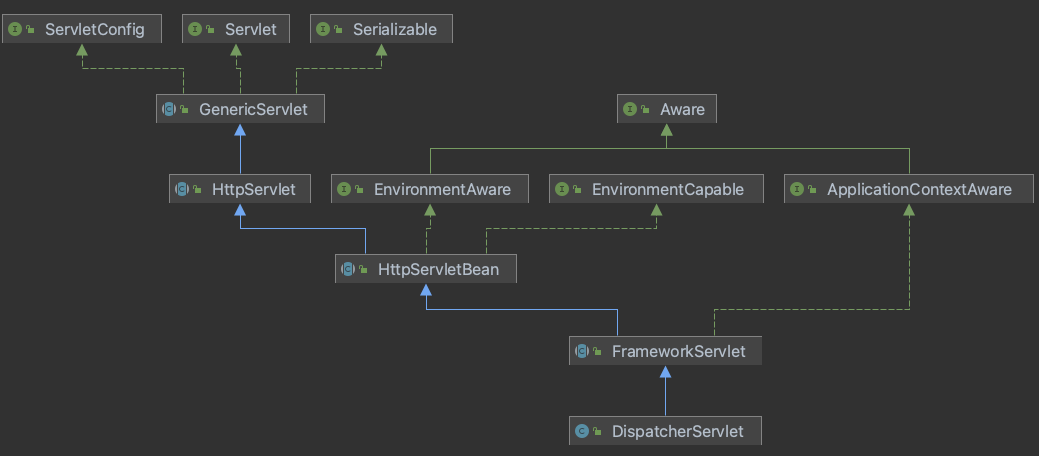 ServletConfig
Servlet
Serializable
GenericServlet
Aware
HttpServlet
EnvironmentAware
EnvironmentCapable
ApplicationContextAware
HttpServletBean
FrameworkServlet
DispatcherServlet